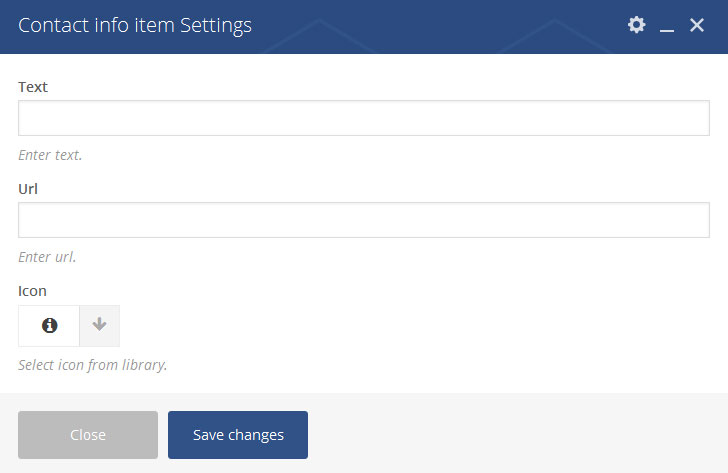 Contact info item Settings
Text
Enter text.
Url
Enter url.
Icon
Select icon from library.
Close
Save changes